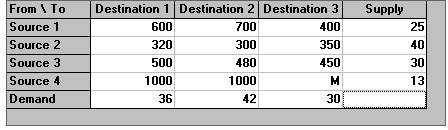 From \ To Destination 1 Destination 2 Destination 3 Supply
Source 1 600 700 400 25
Source 2 320 300 350 40
Source 3 500 480 450 30
Source 4 1000 1000 M 13
Demand 36 42 30